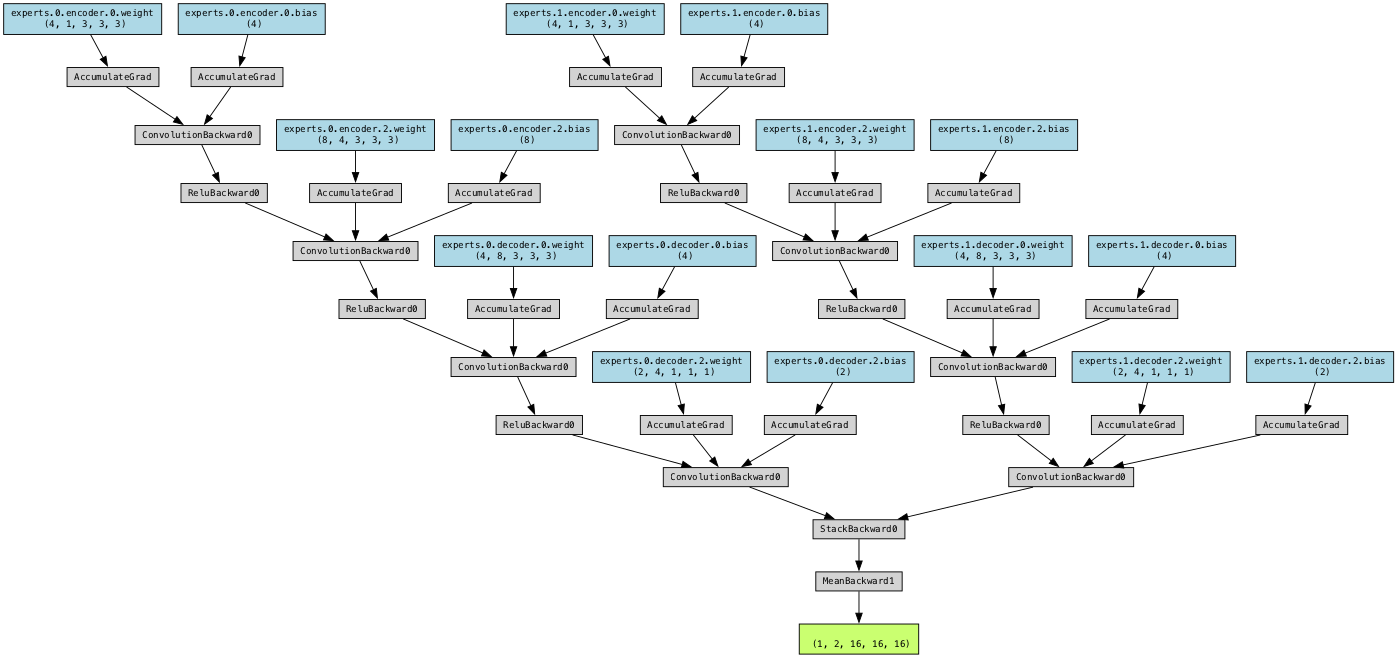 experts.0.encoder.0.weight
(4, 1, 3, 3, 3)
experts.0.encoder.0.bias
(4)
experts.1.encoder.0.weight
(4, 1, 3, 3, 3)
experts.1.encoder.0.bias
(4)
AccumulateGrad
AccumulateGrad
AccumulateGrad
AccumulateGrad
ConvolutionBackward0
experts.0.encoder.2.weight
(8, 4, 3, 3, 3)
experts.0.encoder.2.bias
(8)
ConvolutionBackward0
experts.1.encoder.2.weight
(8, 4, 3, 3, 3)
experts.1.encoder.2.bias
(8)
ReluBackward0
AccumulateGrad
AccumulateGrad
ReluBackward0
AccumulateGrad
AccumulateGrad
ConvolutionBackward0
experts.0.decoder.0.weight
(4, 8, 3, 3, 3)
experts.0.decoder.0.bias
(4)
ConvolutionBackward0
experts.1.decoder.0.weight
(4, 8, 3, 3, 3)
experts.1.decoder.0.bias
(4)
ReluBackward0
AccumulateGrad
AccumulateGrad
ReluBackward0
AccumulateGrad
AccumulateGrad
ConvolutionBackward0
experts.0.decoder.2.weight
(2, 4, 1, 1, 1)
experts.0.decoder.2.bias
(2)
ConvolutionBackward0
experts.1.decoder.2.weight
(2, 4, 1, 1, 1)
experts.1.decoder.2.bias
(2)
ReluBackward0
AccumulateGrad
AccumulateGrad
ReluBackward0
AccumulateGrad
AccumulateGrad
ConvolutionBackward0
ConvolutionBackward0
StackBackward0
MeanBackward1
(1, 2, 16, 16, 16)